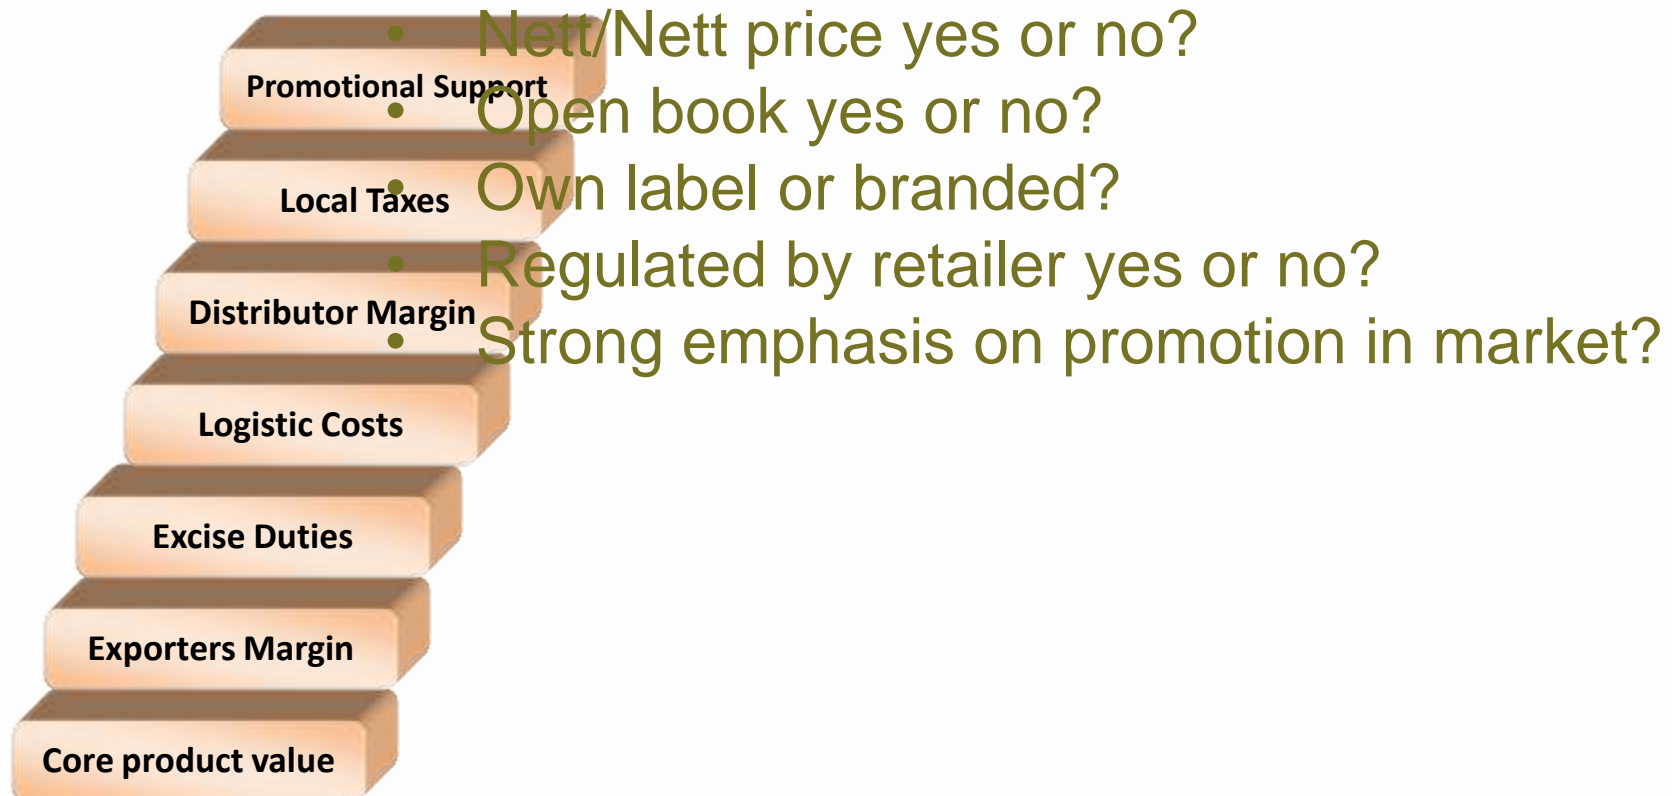 • Nett/Nett price yes or no?
• Open book yes or no?
• Own label or branded?
• Regulated by retailer yes or no?
• Strong emphasis on promotion in market?
Promotional Support
Local Taxes
Distributor Margin
Logistic Costs
Excise Duties
Exporters Margin
Core product value